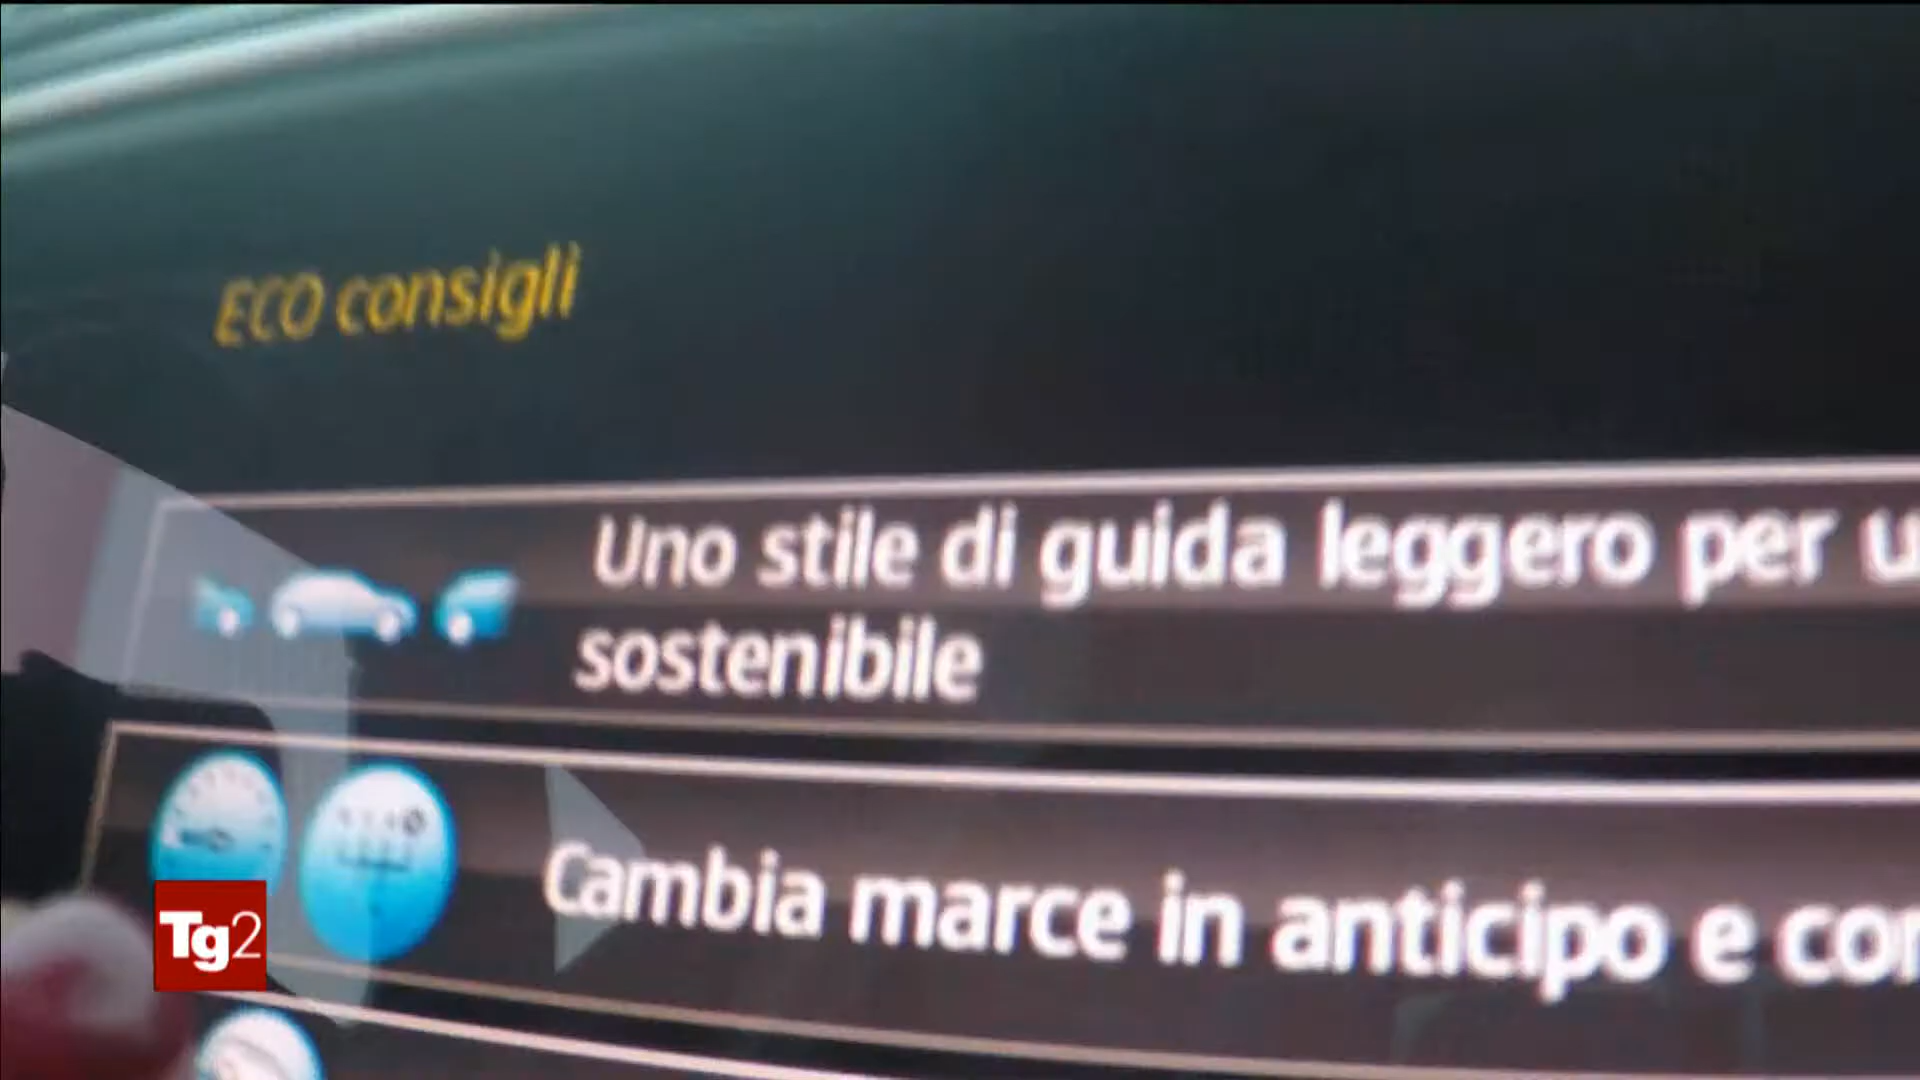 ECO consigli
Uno stile di guida leggero per
sostenibile
Cambia marce in anticipo e
Tg2